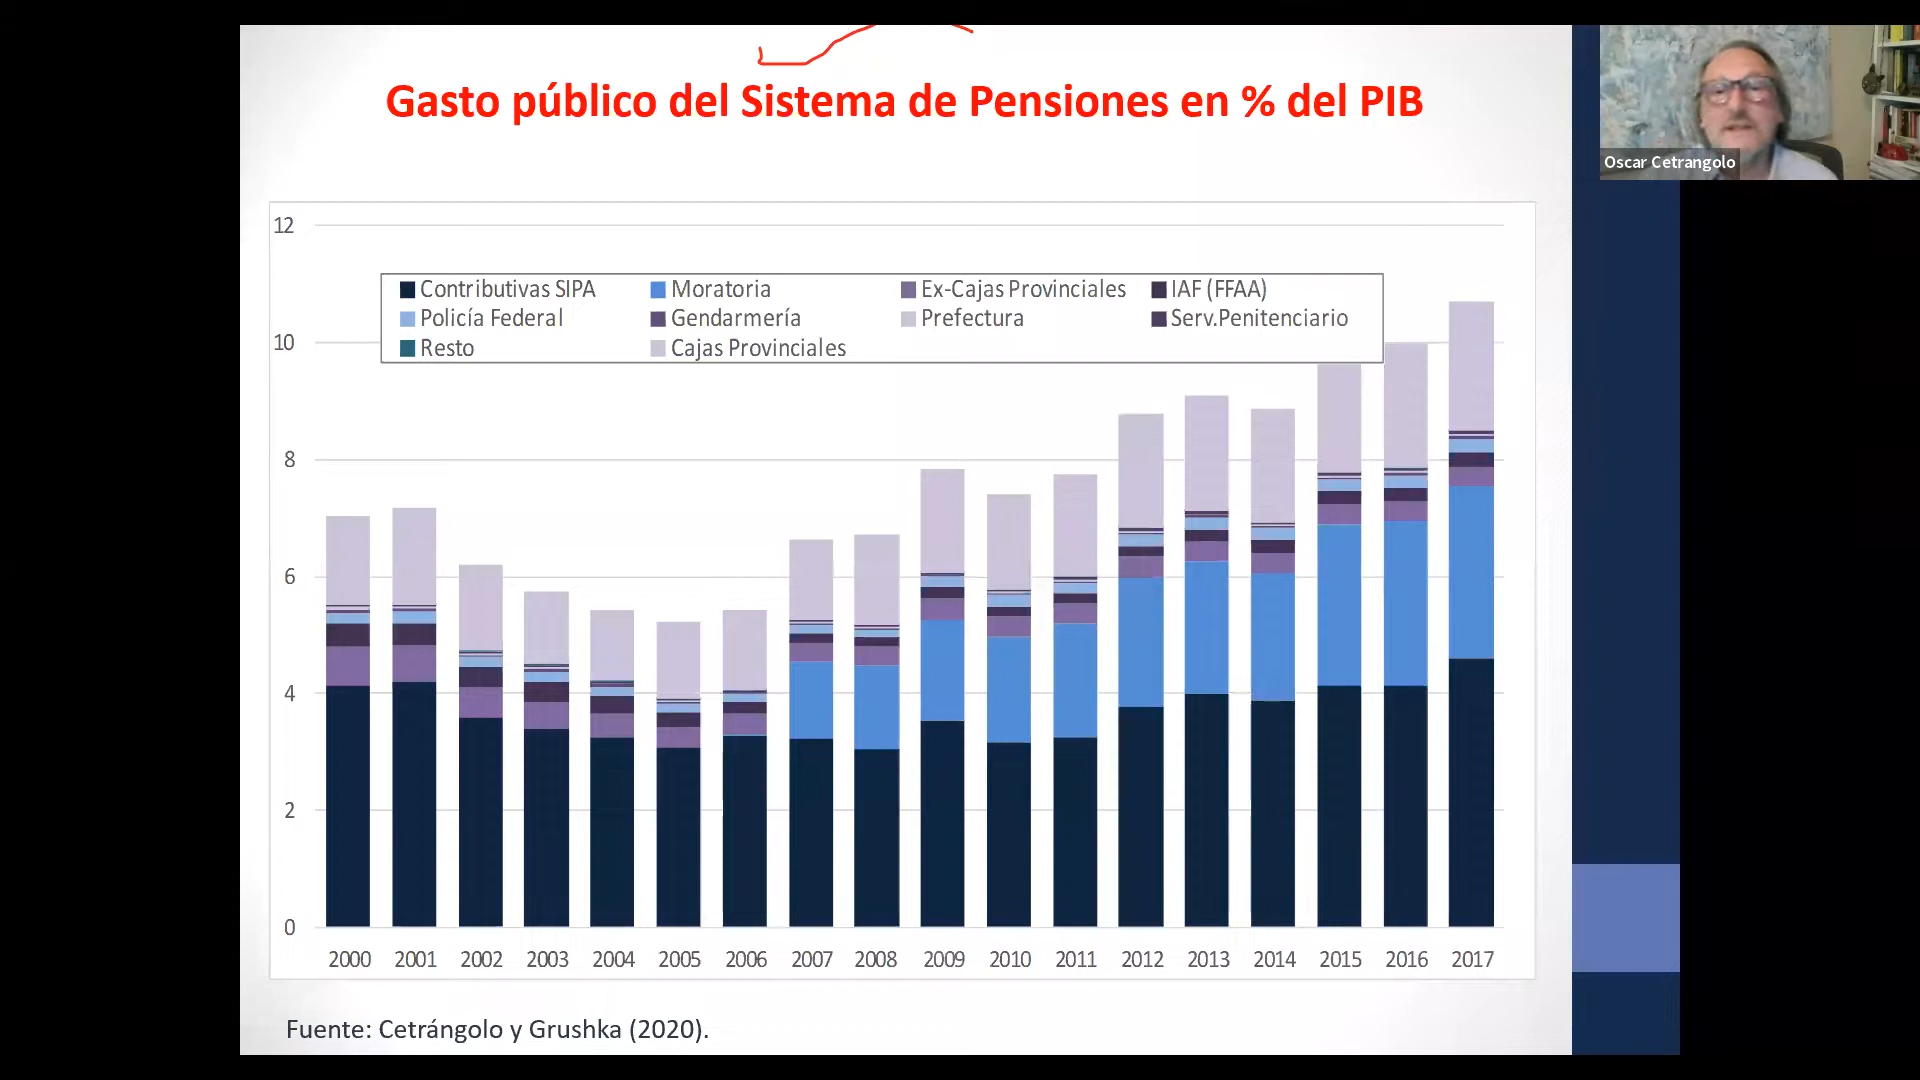 Gasto público del Sistema de Pensiones en % del PIB
Oscar Cetrangolo
12
Contributivas SIPA Moratoria Ex-Cajas Provinciales IAF (FFAA)
Policía Federal Gendarmería Prefectura Serv.Penitenciario
10
Resto Cajas Provinciales
8
6
4
2
0
2000 2001 2002 2003 2004 2005 2006 2007 2008 2009 2010 2011 2012 2013 2014 2015 2016 2017
Fuente: Cetrángolo y Grushka (2020).